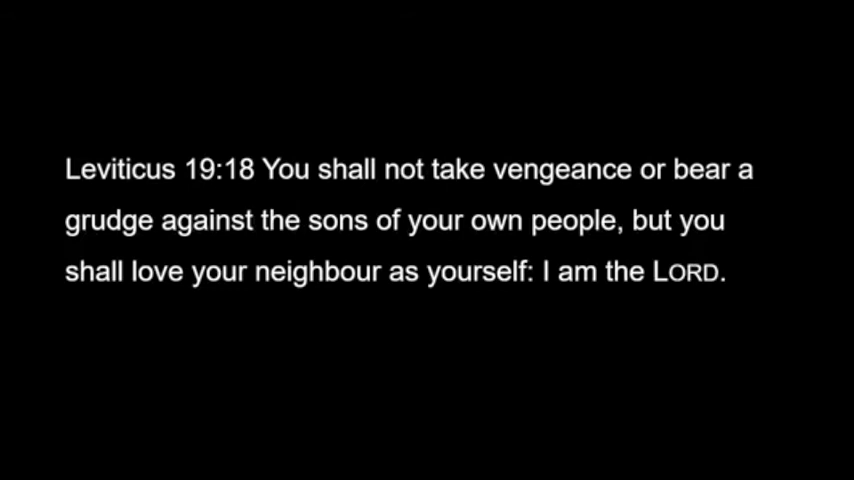 Leviticus 19:18 You shall not take vengeance or bear a
grudge against the sons of your own people, but you
shall love your neighbour as yourself: I am the LORD.